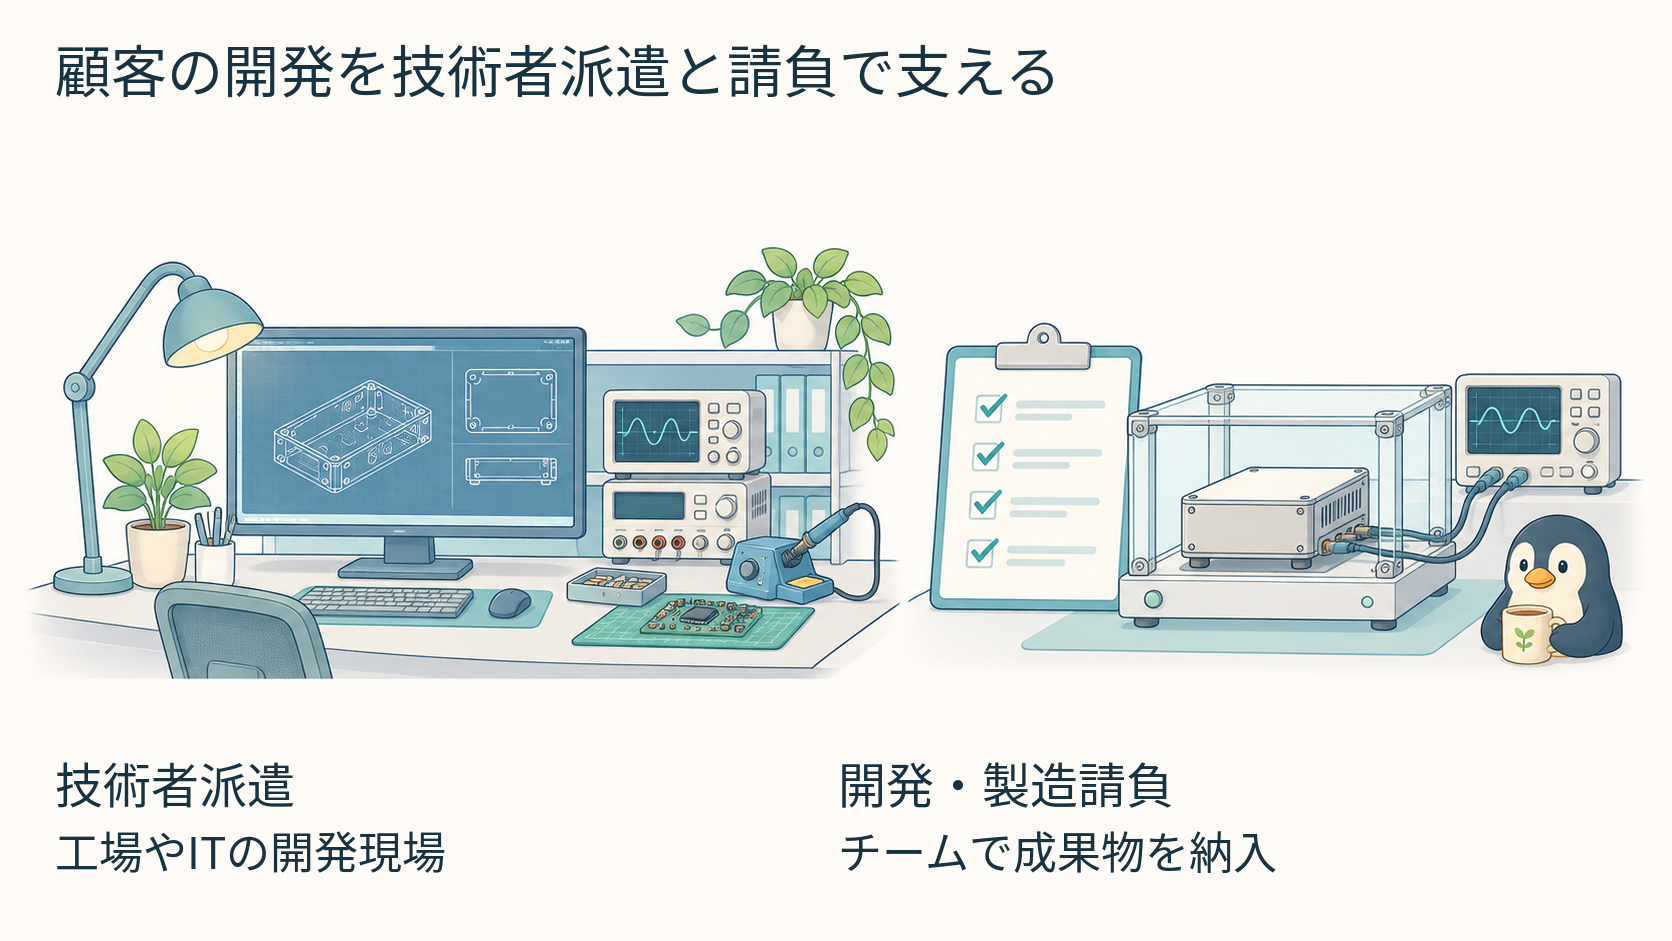 顧客の開発を技術者派遣と請負で支える
技術者派遣
工場やITの開発現場
開発・製造請負
チームで成果物を納入